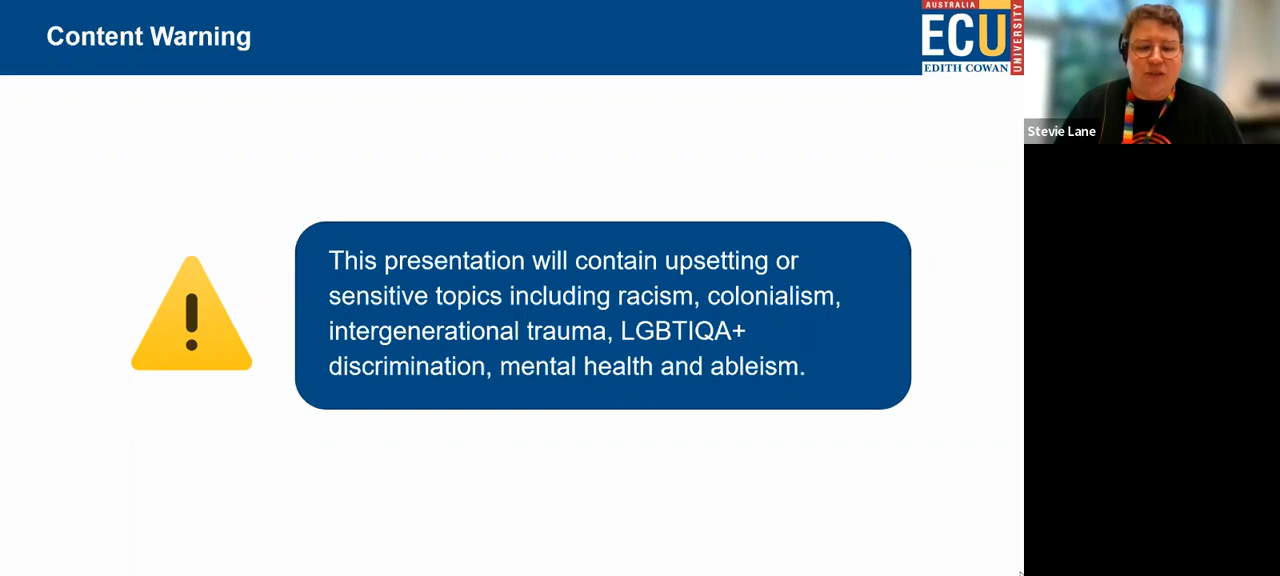 Content Warning
AUSTRALIA
ECU
EDITH COWAN
UNIVERSITY
Stevie Lane
This presentation will contain upsetting or
sensitive topics including racism, colonialism,
intergenerational trauma, LGBTIQA+
discrimination, mental health and ableism.